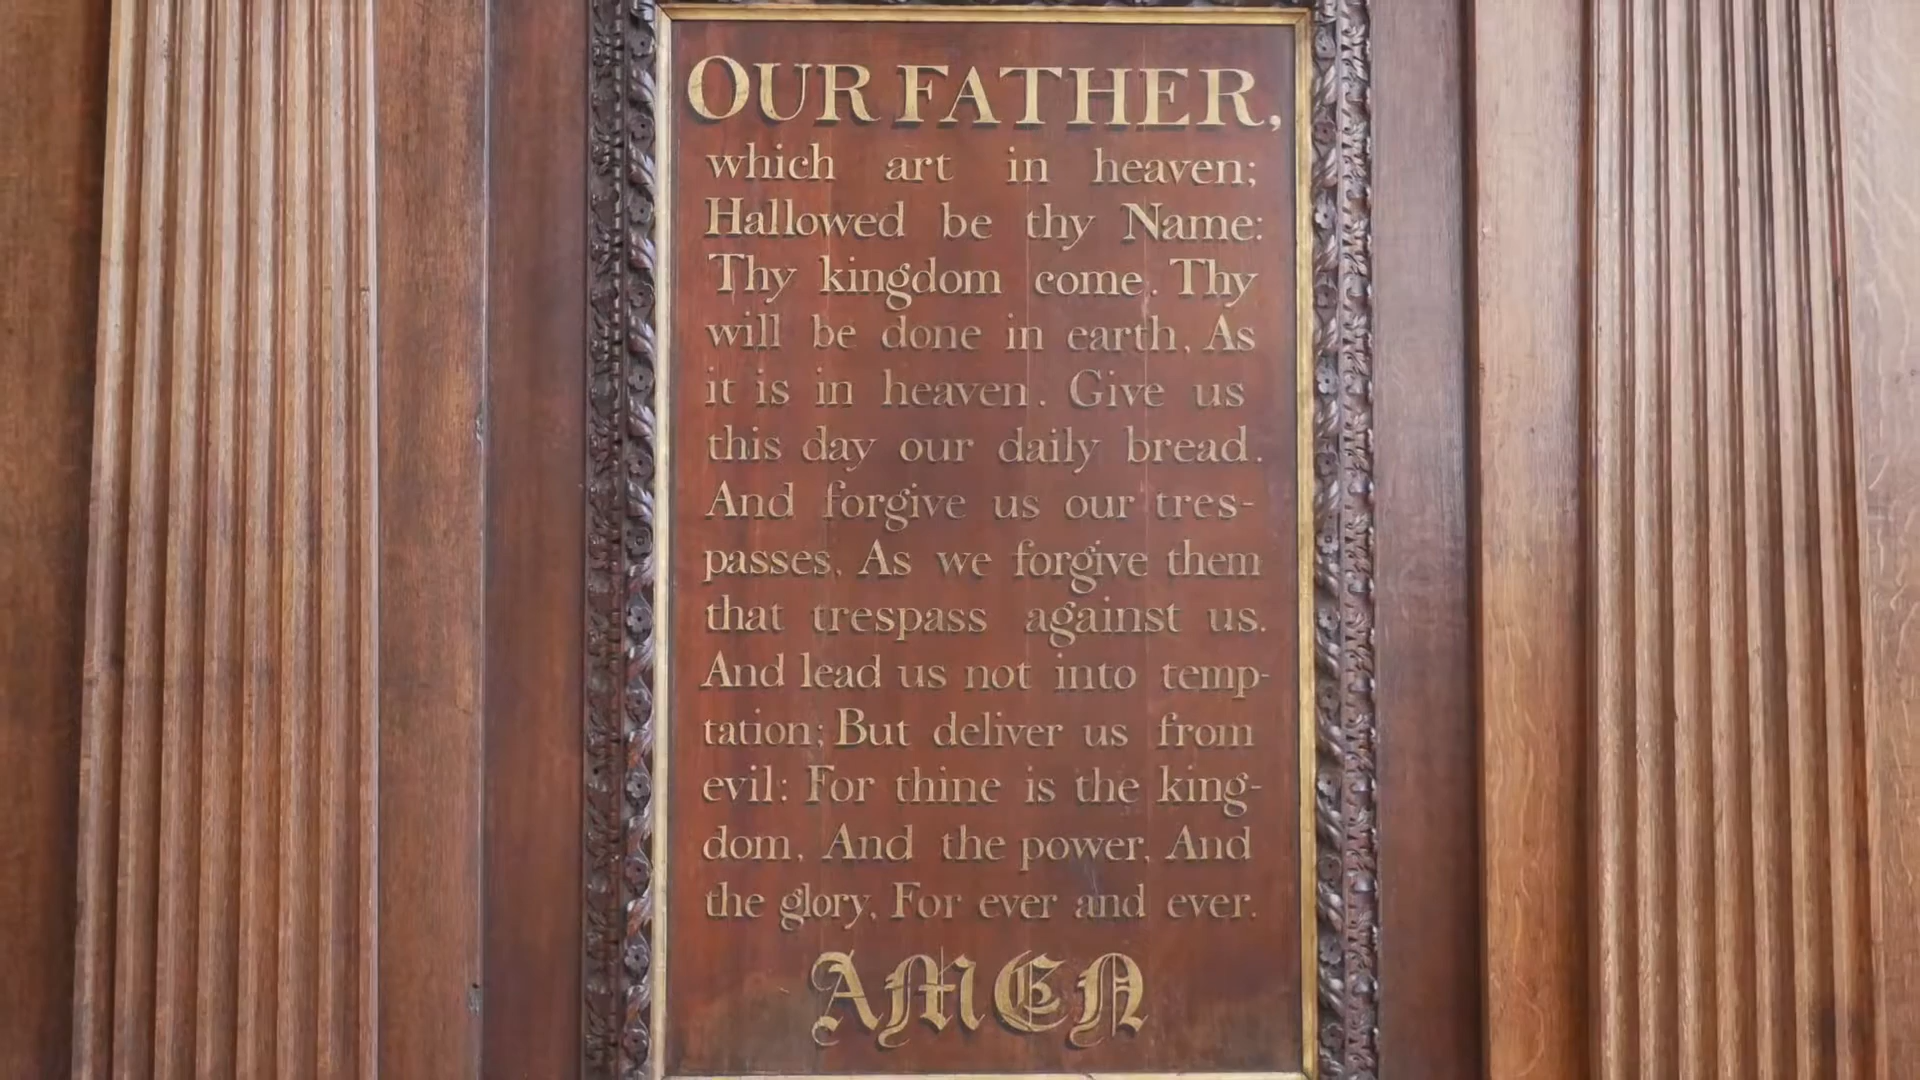 OUR FATHER,
which art in heaven;
Hallowed be thy Name:
Thy kingdom come. Thy
will be done in earth, As
it is in heaven. Give us
this day our daily bread.
And forgive us our tres-
passes, As we forgive them
that trespass against us.
And lead us not into temp-
tation; But deliver us from
evil: For thine is the king-
dom, And the power, And
the glory, For ever and ever.
AMEN